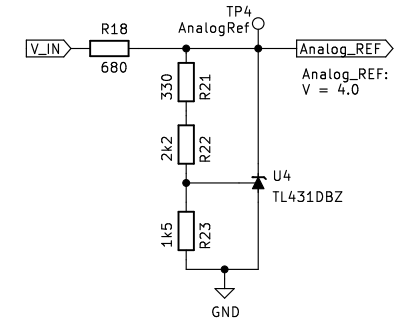 TP4
R18
AnalogRef
V_IN
Analog_REF
680
Analog_REF:
V = 4.0
330
R21
2k2
R22
U4
TL431DBZ
1k5
R23
GND